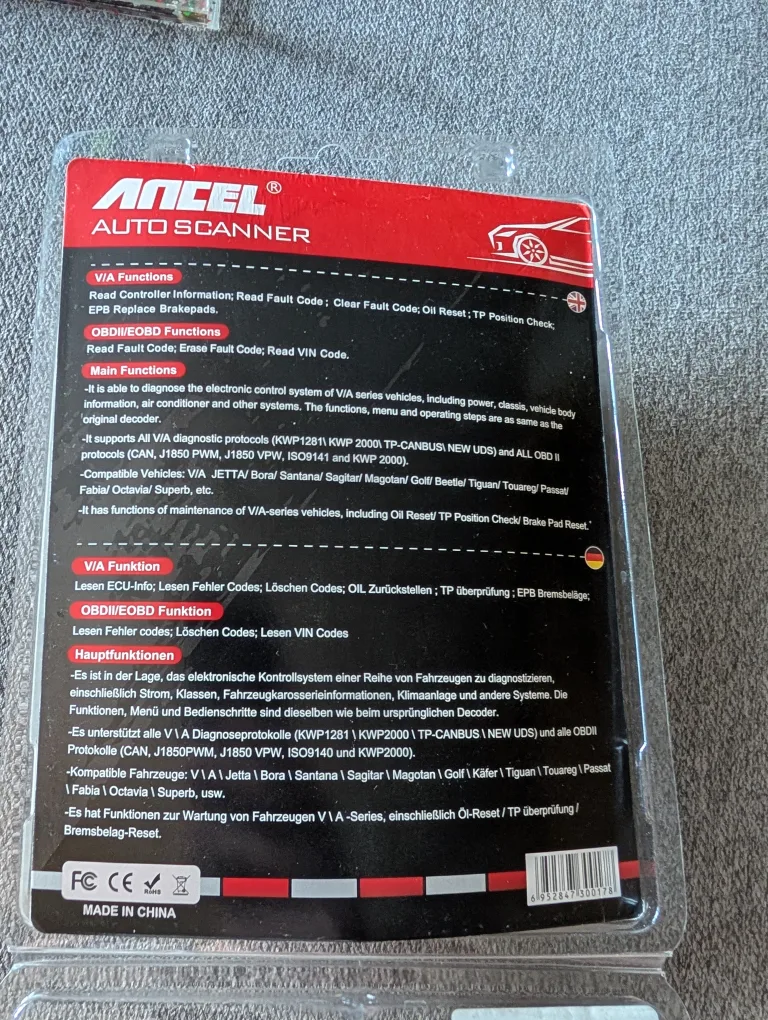 ANCEL®
AUTO SCANNER
V/A Functions
Read Controller Information; Read Fault Code ; Clear Fault Code; Oil Reset ; TP Position Check;
EPB Replace Brakepads.
OBDII/EOBD Functions
Read Fault Code; Erase Fault Code; Read VIN Code.
Main Functions
-It is able to diagnose the electronic control system of V/A series vehicles, including power, classis, vehicle body
information, air conditioner and other systems. The functions, menu and operating steps are as same as the
original decoder.
-It supports All V/A diagnostic protocols (KWP1281\ KWP 2000\ TP-CANBUS\ NEW UDS) and ALL OBD II
protocols (CAN, J1850 PWM, J1850 VPW, ISO9141 and KWP 2000).
-Compatible Vehicles: V/A JETTA/ Bora/ Santana/ Sagitar/ Magotan/ Golf/ Beetle/ Tiguan/ Touareg/ Passat/
Fabia/ Octavia/ Superb, etc.
-It has functions of maintenance of V/A-series vehicles, including Oil Reset/ TP Position Check/ Brake Pad Reset.
V/A Funktion
Lesen ECU-Info; Lesen Fehler Codes; Löschen Codes; OIL Zurückstellen ; TP überprüfung ; EPB Bremsbeläge;
OBDII/EOBD Funktion
Lesen Fehler codes; Löschen Codes; Lesen VIN Codes
Hauptfunktionen
-Es ist in der Lage, das elektronische Kontrollsystem einer Reihe von Fahrzeugen zu diagnostizieren,
einschließlich Strom, Klassen, Fahrzeugkarosserieinformationen, Klimaanlage und andere Systeme. Die
Funktionen, Menü und Bedienschritte sind dieselben wie beim ursprünglichen Decoder.
-Es unterstützt alle V \ A Diagnoseprotokolle (KWP1281 \ KWP2000 \ TP-CANBUS \ NEW UDS) und alle OBDII
Protokolle (CAN, J1850PWM, J1850 VPW, ISO9140 und KWP2000).
-Kompatible Fahrzeuge: V \ A \ Jetta \ Bora \ Santana \ Sagitar \ Magotan \ Golf \ Käfer \ Tiguan \ Touareg \ Passat
\ Fabia \ Octavia \ Superb, usw.
-Es hat Funktionen zur Wartung von Fahrzeugen V \ A -Series, einschließlich Öl-Reset / TP überprüfung /
Bremsbelag-Reset.
FC CE RoHS
6 952847 300178
MADE IN CHINA